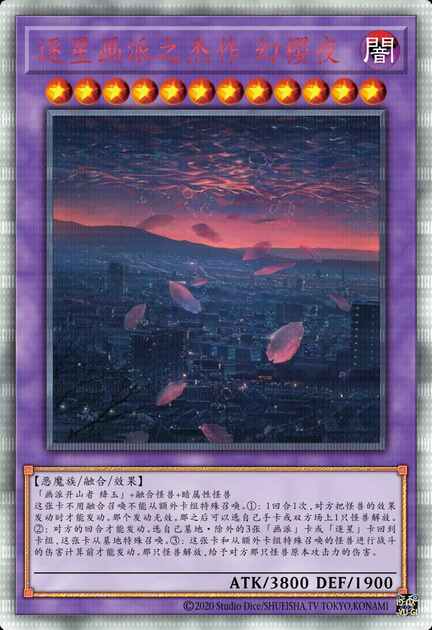 逐星画派之杰作 幻樱夜
闇
【恶魔族/融合/效果】
「画派开山者 绛玉」+融合怪兽+暗属性怪兽
这张卡不用融合召唤不能从额外卡组特殊召唤。①：1回合1次，对方把怪兽的效果
发动时才能发动。那个发动无效，那之后可以选自己手卡或双方场上1只怪兽解放。
②：对方的回合才能发动。选自己墓地·除外的3张「画派」卡或「逐星」卡回到
卡组，这张卡从墓地特殊召唤。③：这张卡和从额外卡组特殊召唤的怪兽进行战斗
的伤害计算前才能发动。那只怪兽解放，给予对方那只怪兽原本攻击力的伤害。
ATK/3800 DEF/1900
©2020 Studio Dice/SHUEISHA,TV TOKYO,KONAMI